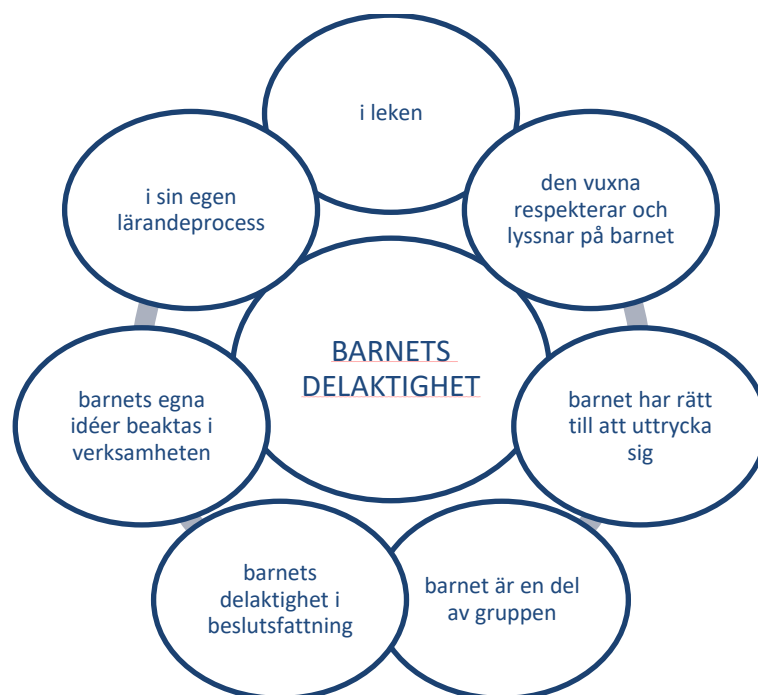 i leken
den vuxna
respekterar och
lyssnar på barnet
barnet har rätt
till att uttrycka
sig
barnet är en del
av gruppen
barnets
delaktighet i
beslutsfattning
barnets egna
idéer beaktas i
verksamheten
i sin egen
lärandeprocess
BARNETS
DELAKTIGHET